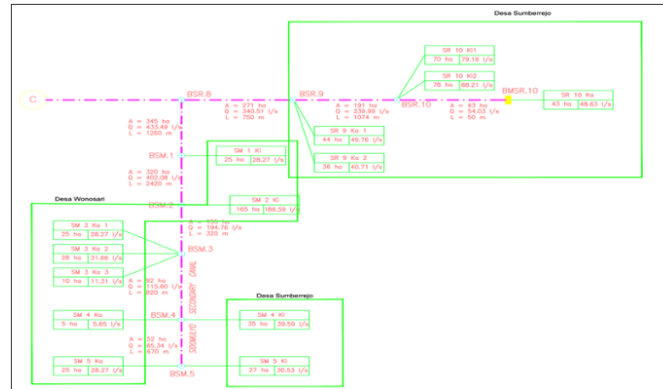 Desa Sumberrejo
SR 10 Ki1
70 ha 79.16 l/s
SR 10 Ki2
78 ha 88.21 l/s
BMSR.10
SR 10 Ka
43 ha 48.63 l/s
C
BSR.8
BSR.9
BSR.10
A = 271 ha
Q = 340.51 l/s
L = 750 m
A = 191 ha
Q = 239.99 l/s
L = 1074 m
A = 43 ha
Q = 54.03 l/s
L = 50 m
SR 9 Ka 1
44 ha 49.76 l/s
SR 9 Ka 2
36 ha 40.71 l/s
A = 345 ha
Q = 433.49 l/s
L = 1260 m
BSM.1
SM 1 Ki
25 ha 28.27 l/s
A = 320 ha
Q = 402.08 l/s
L = 2420 m
BSM.2
SM 2 Ki
165 ha 186.59 l/s
A = 155 ha
Q = 194.76 l/s
L = 320 m
Desa Wonosari
SM 3 Ka 1
25 ha 28.27 l/s
SM 3 Ka 2
28 ha 31.66 l/s
SM 3 Ka 3
10 ha 11.31 l/s
BSM.3
A = 92 ha
Q = 115.60 l/s
L = 820 m
SIDOMULYO SECONDARY CANAL
Desa Sumberrejo
SM 4 Ka
5 ha 5.65 l/s
BSM.4
SM 4 Ki
35 ha 39.59 l/s
A = 52 ha
Q = 65.34 l/s
L = 670 m
SM 5 Ka
25 ha 28.27 l/s
BSM.5
SM 5 Ki
27 ha 30.53 l/s